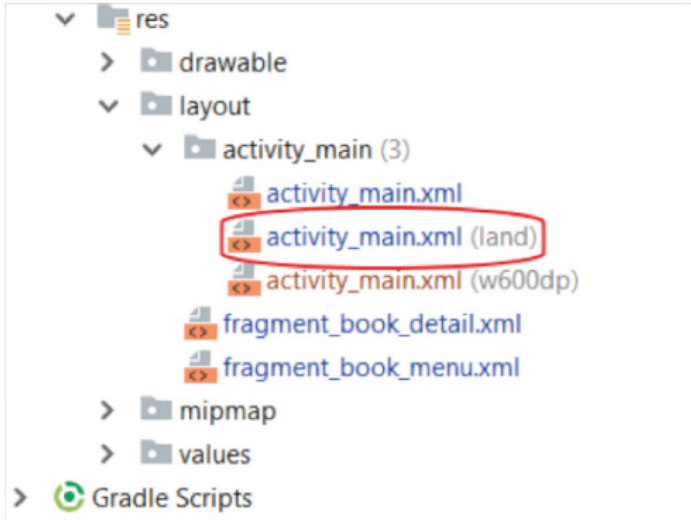 res
drawable
layout
activity_main (3)
activity_main.xml
activity_main.xml (land)
activity_main.xml (w600dp)
fragment_book_detail.xml
fragment_book_menu.xml
mipmap
values
Gradle Scripts